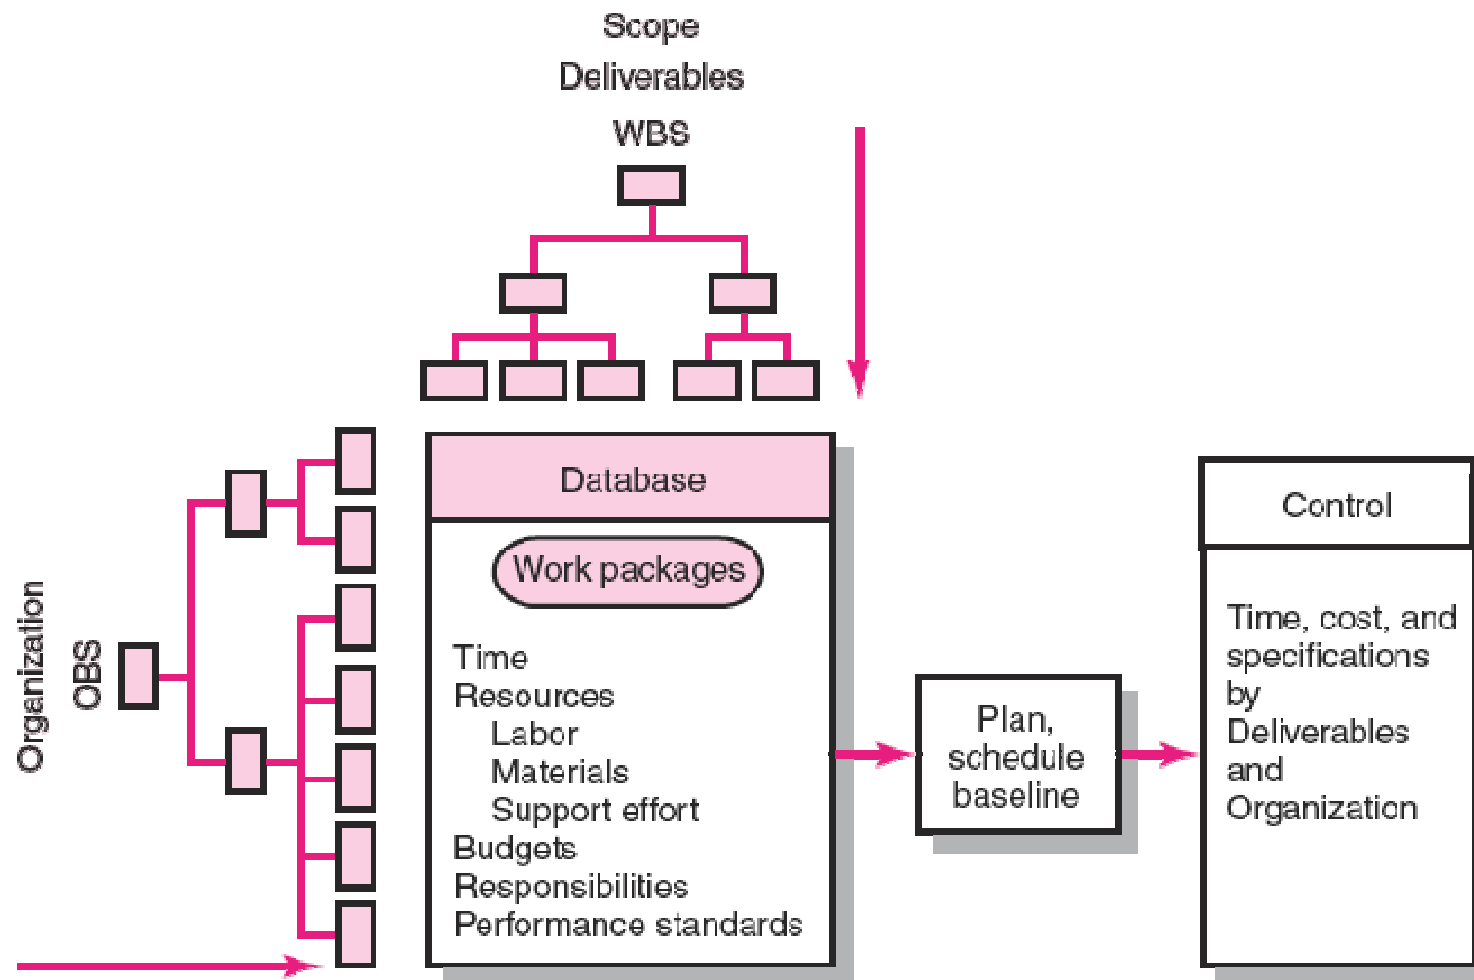 Scope
Deliverables
WBS
Organization
OBS
Database
Work packages
Time
Resources
Labor
Materials
Support effort
Budgets
Responsibilities
Performance standards
Plan,
schedule
baseline
Control
Time, cost, and
specifications
by
Deliverables
and
Organization